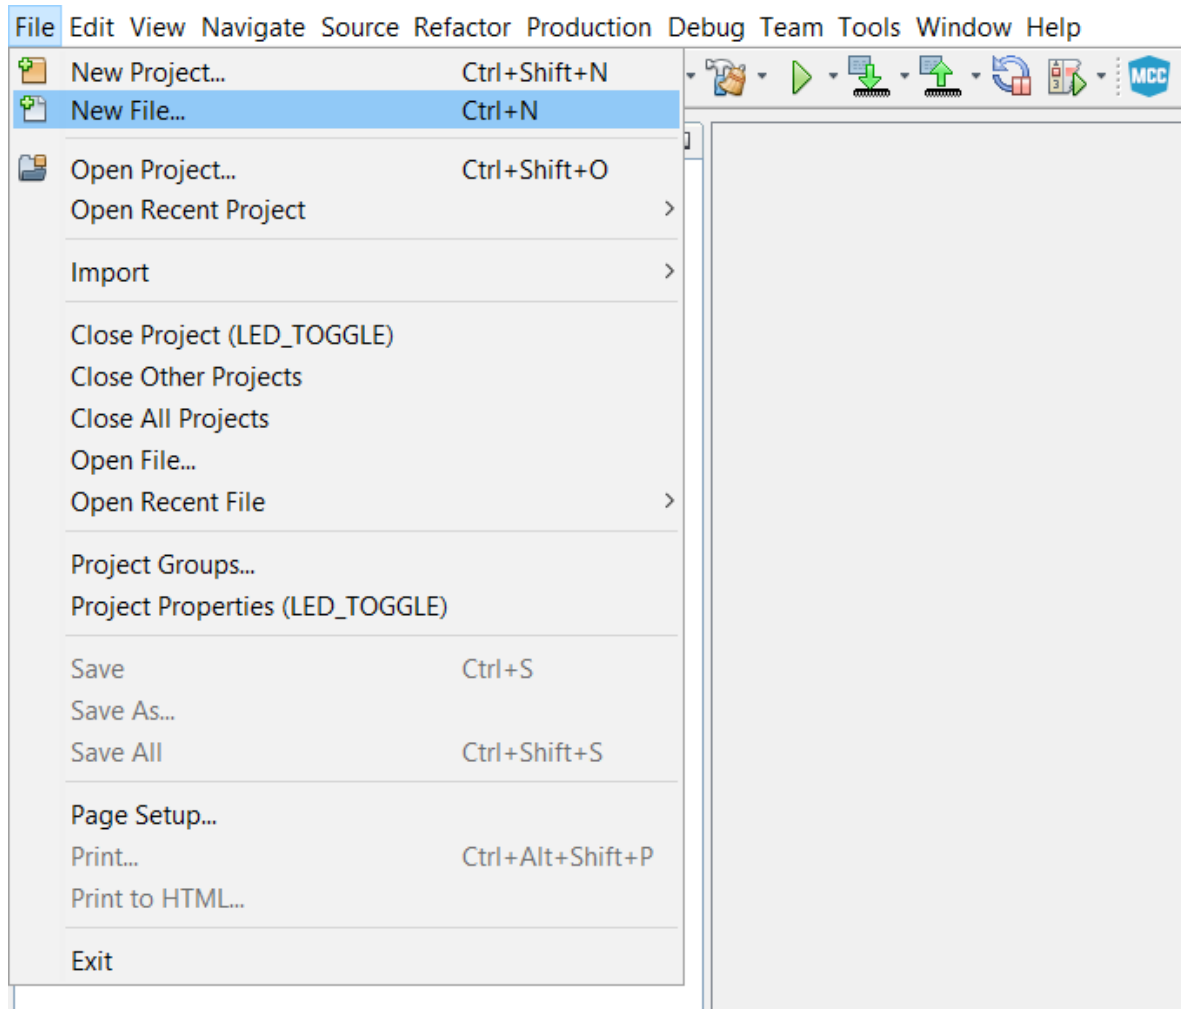 File Edit View Navigate Source Refactor Production Debug Team Tools Window Help
New Project... Ctrl+Shift+N
MCC
New File... Ctrl+N
Open Project... Ctrl+Shift+O
Open Recent Project
Import
Close Project (LED_TOGGLE)
Close Other Projects
Close All Projects
Open File...
Open Recent File
Project Groups...
Project Properties (LED_TOGGLE)
Save Ctrl+S
Save As...
Save All Ctrl+Shift+S
Page Setup...
Print... Ctrl+Alt+Shift+P
Print to HTML...
Exit